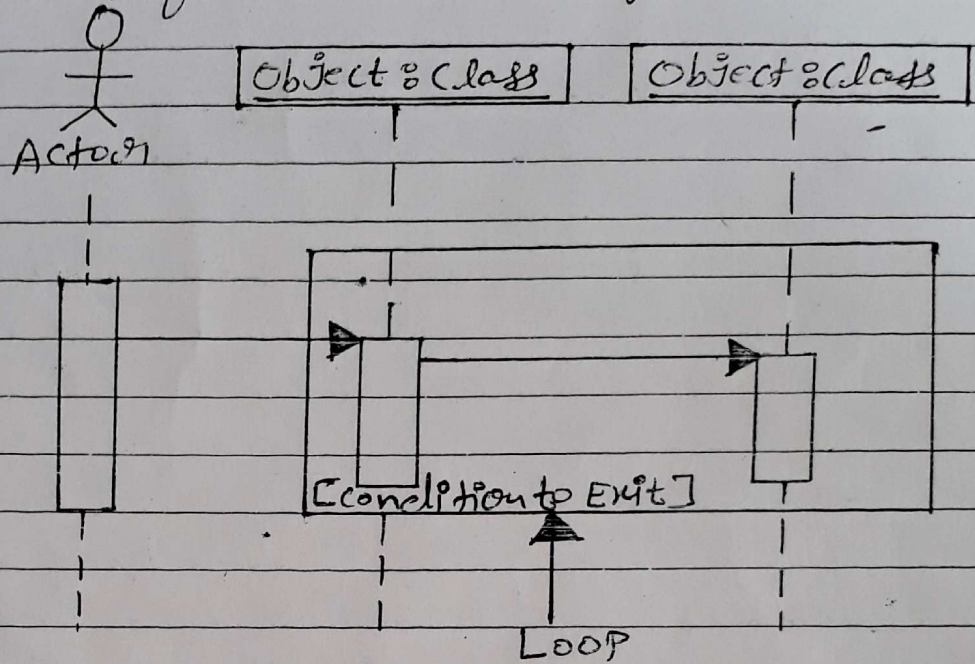 Object : Class
Object : Class
Actor
[Condition to Exit]
LOOP